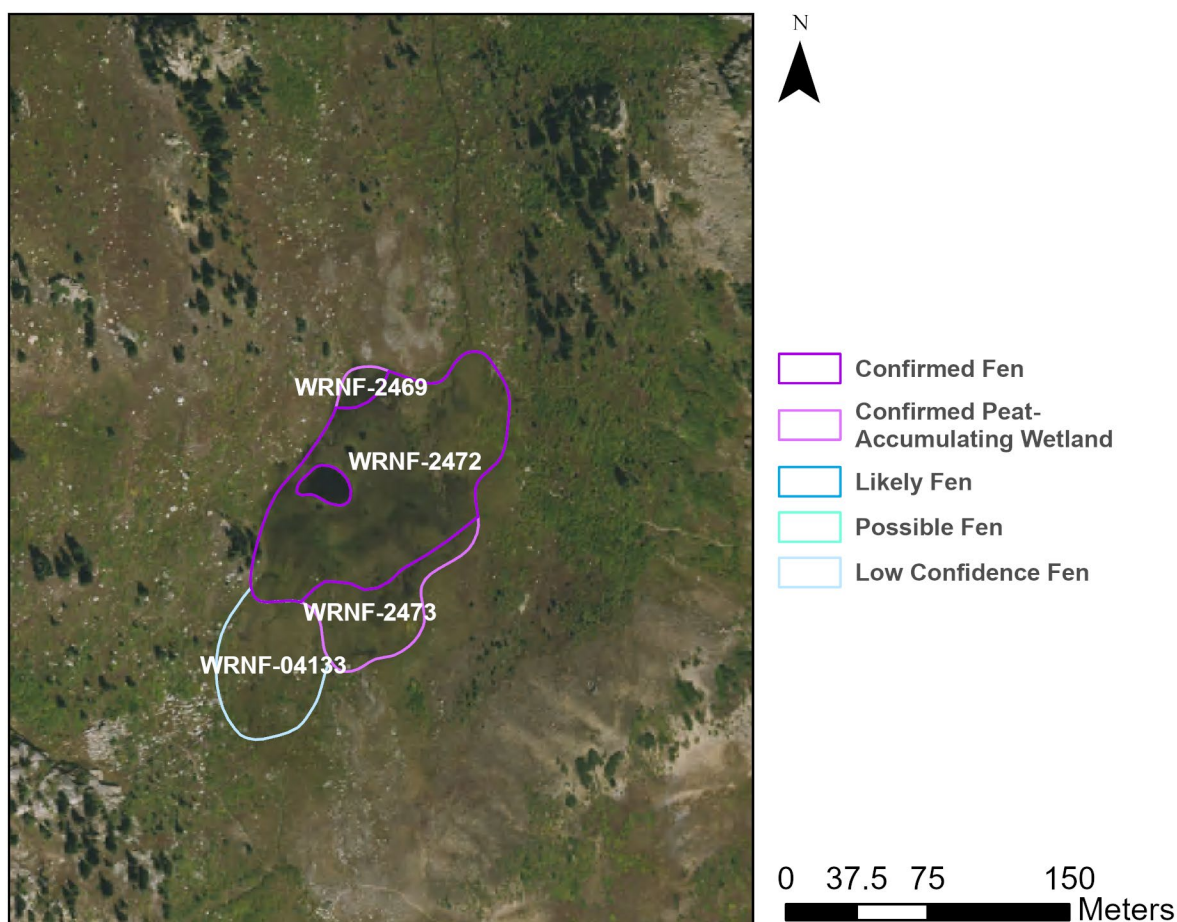 N
WRNF-2469
WRNF-2472
WRNF-2473
WRNF-04133
Confirmed Fen
Confirmed Peat-
Accumulating Wetland
Likely Fen
Possible Fen
Low Confidence Fen
0 37.5 75 150
Meters